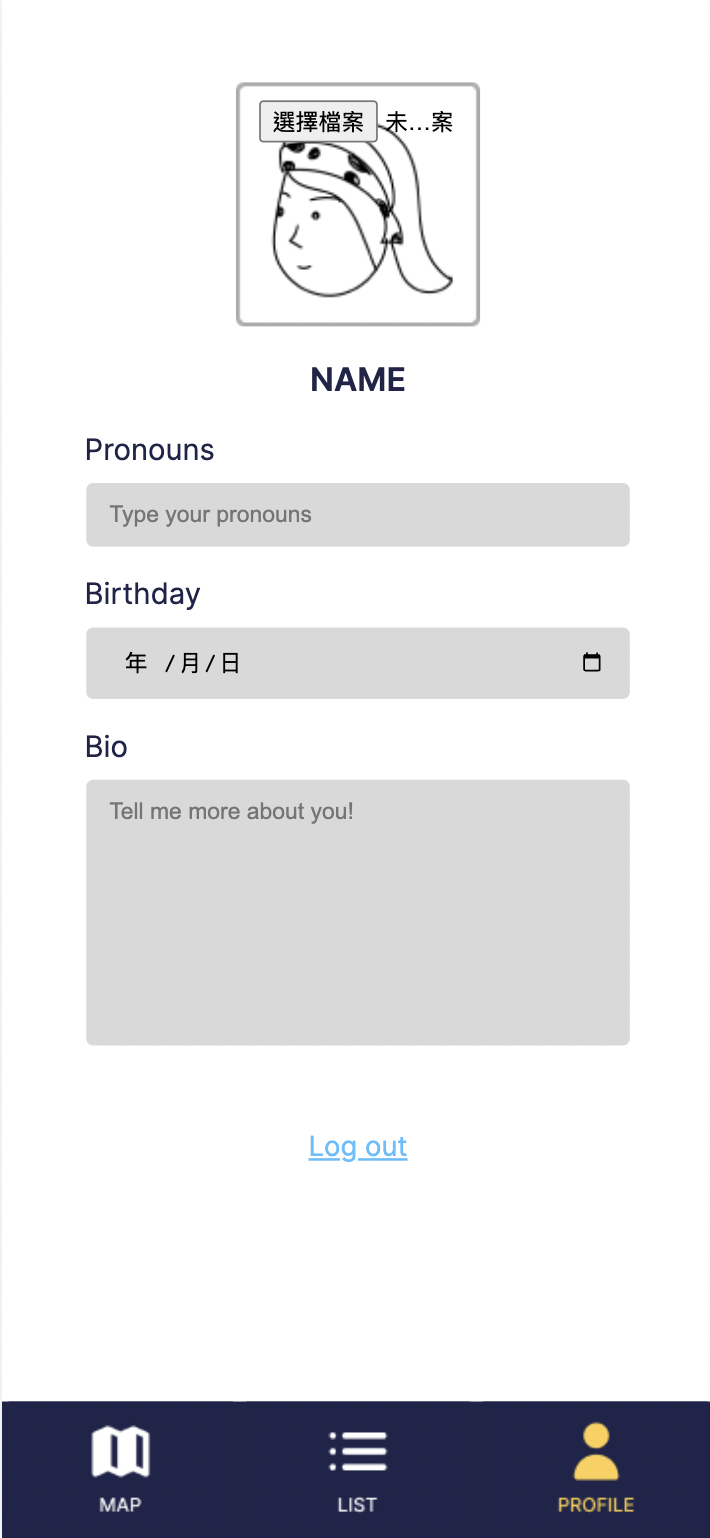 選擇檔案 未...案
NAME
Pronouns
Type your pronouns
Birthday
年 /月/日
Bio
Tell me more about you!
Log out
MAP LIST PROFILE